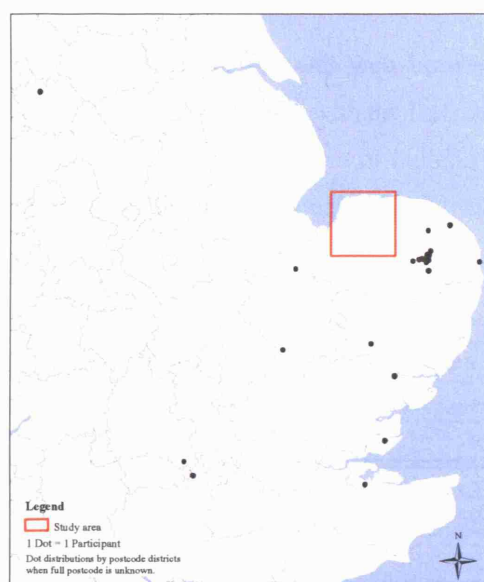 N
Legend
Study area
1 Dot = 1 Participant
Dot distributions by postcode districts
when full postcode is unknown.